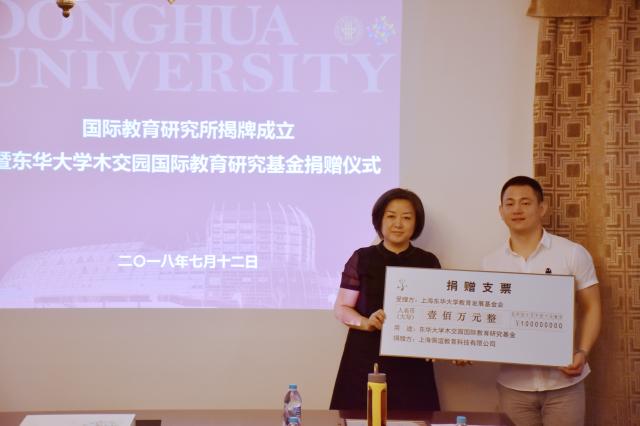 DONGHUA
UNIVERSITY
国际教育研究所揭牌成立
暨东华大学木交园国际教育研究基金捐赠仪式
二〇一八年七月十二日
捐赠支票
受赠方：上海东华大学教育发展基金会
人民币
（大写）
壹佰万元整
¥100000000
用 途：东华大学木交园国际教育研究基金
捐赠方：上海佩谊教育科技有限公司